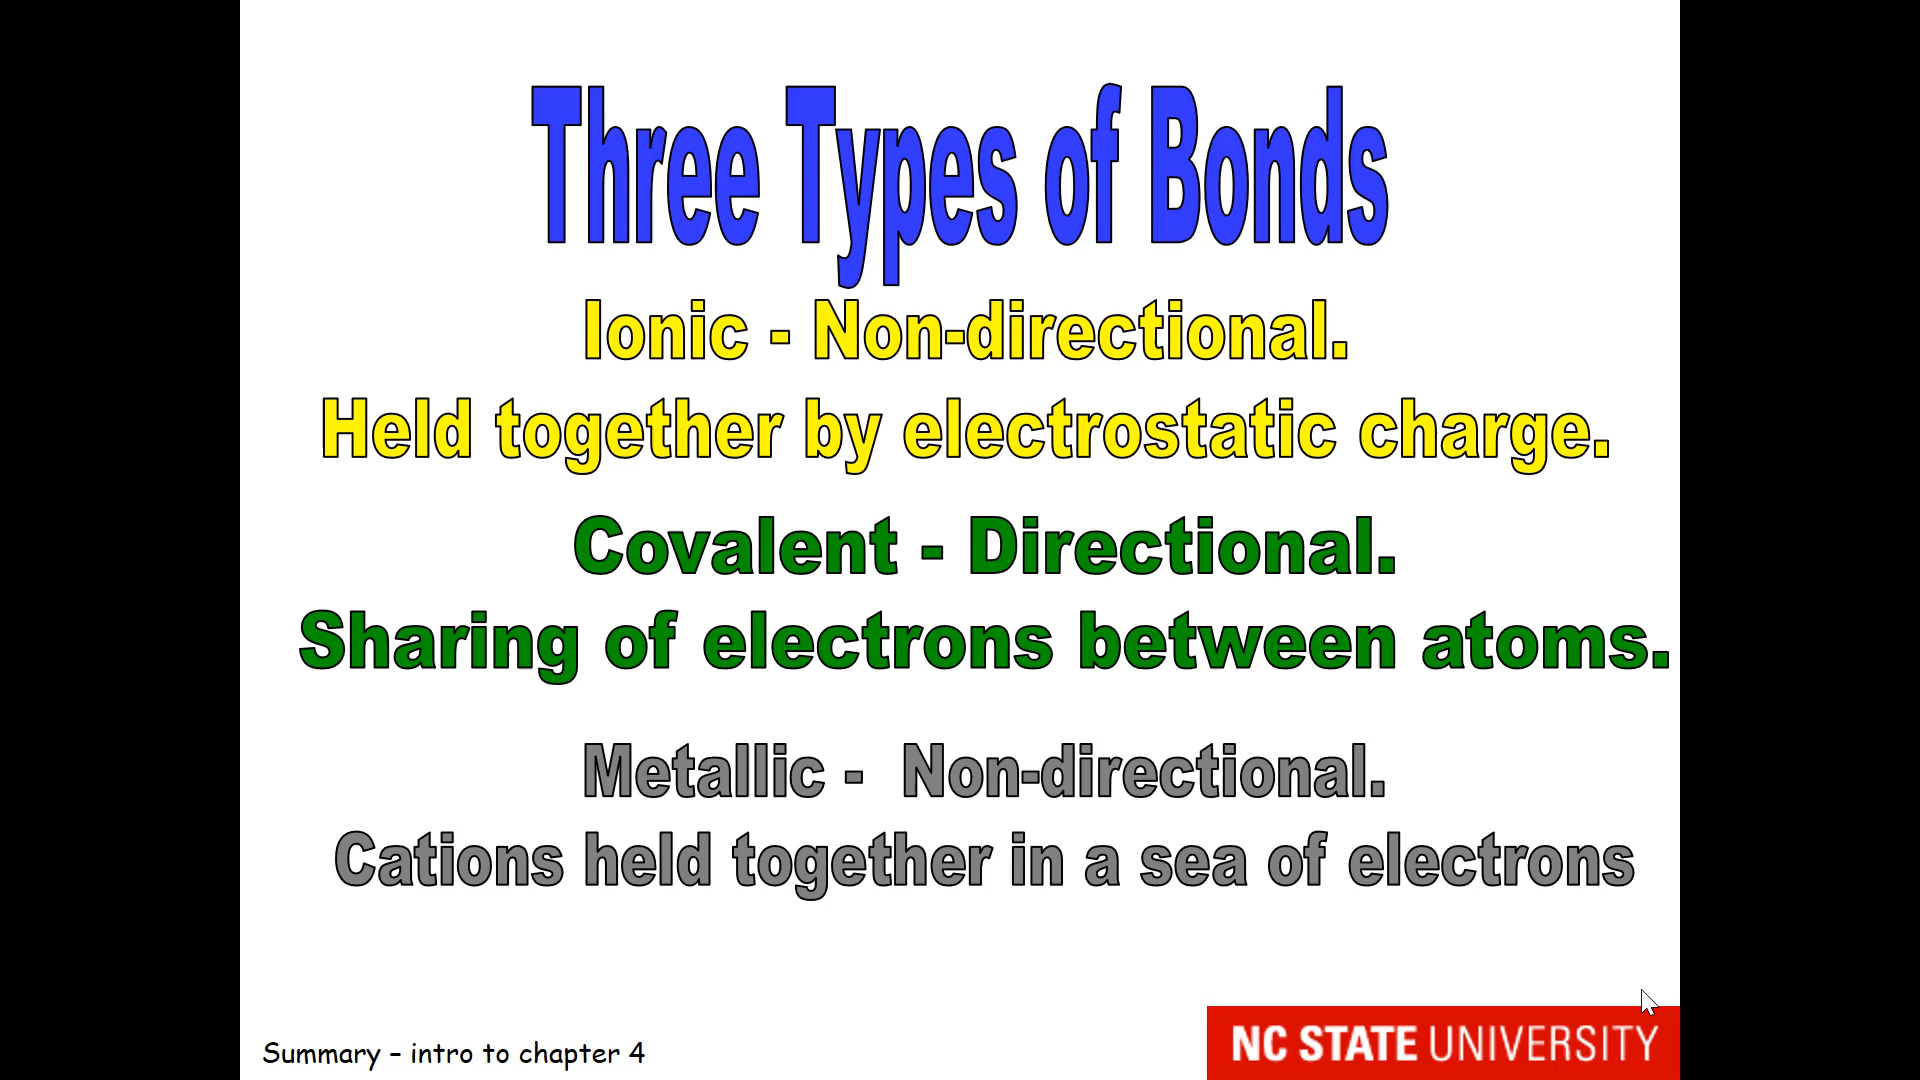 Three Types of Bonds
Ionic - Non-directional.
Held together by electrostatic charge.
Covalent - Directional.
Sharing of electrons between atoms.
Metallic -  Non-directional.
Cations held together in a sea of electrons
Summary – intro to chapter 4
NC STATE UNIVERSITY